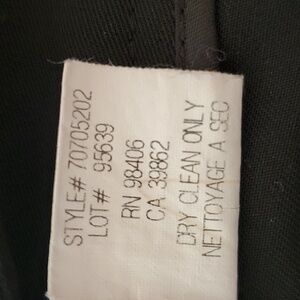 STYLE# 70705202
LOT# 95639
RN 98406
CA 39862
DRY CLEAN ONLY
NETTOYAGE A SEC